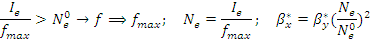 I_e/f_max > N_e^0 → f ⟹ f_max; N_e = I_e/f_max; β_x^* = β_y^*(N_e/N_e^0)^2